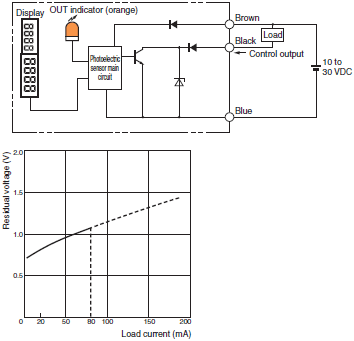 Display OUT indicator (orange)
Brown
Load
Black
Control output
Photoelectric
sensor main
circuit
10 to
30 VDC
Blue
Residual voltage (V)
2.0
1.5
1.0
0.5
0 20 50 80 100 150 200
Load current (mA)